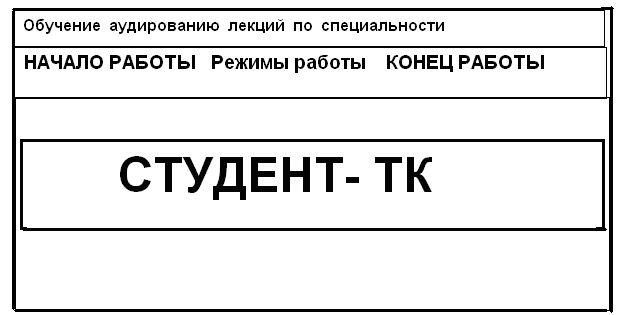 Обучение аудированию лекций по специальности
НАЧАЛО РАБОТЫ Режимы работы КОНЕЦ РАБОТЫ
СТУДЕНТ- ТК